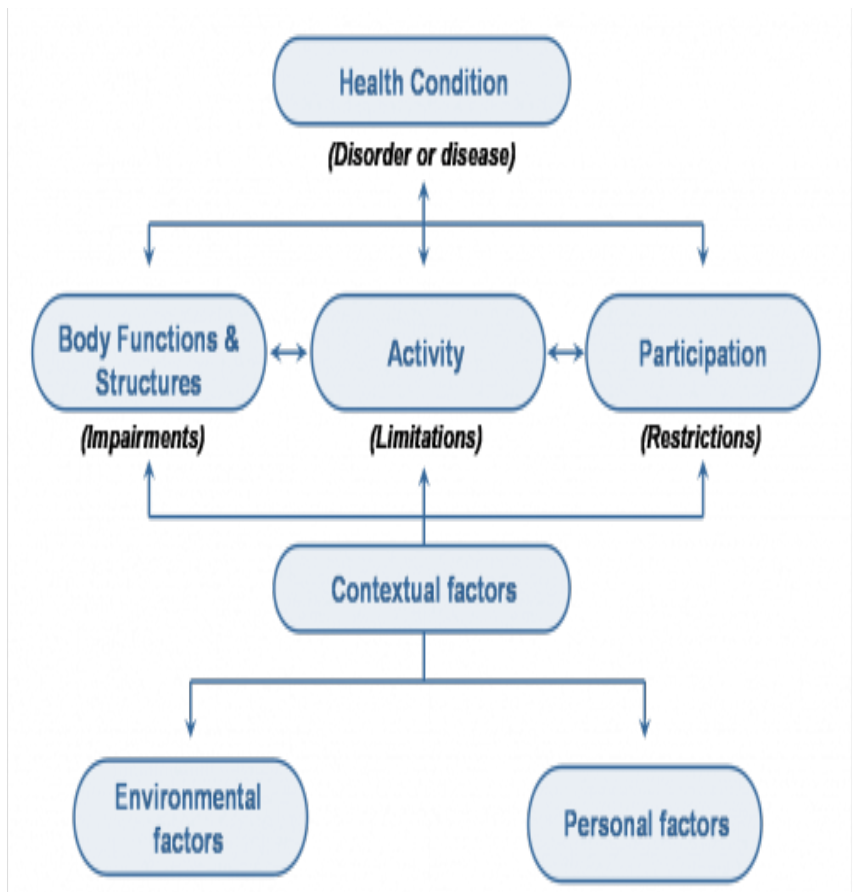 Health Condition
(Disorder or disease)
Body Functions &
Structures
Activity
Participation
(Impairments)
(Limitations)
(Restrictions)
Contextual factors
Environmental
factors
Personal factors